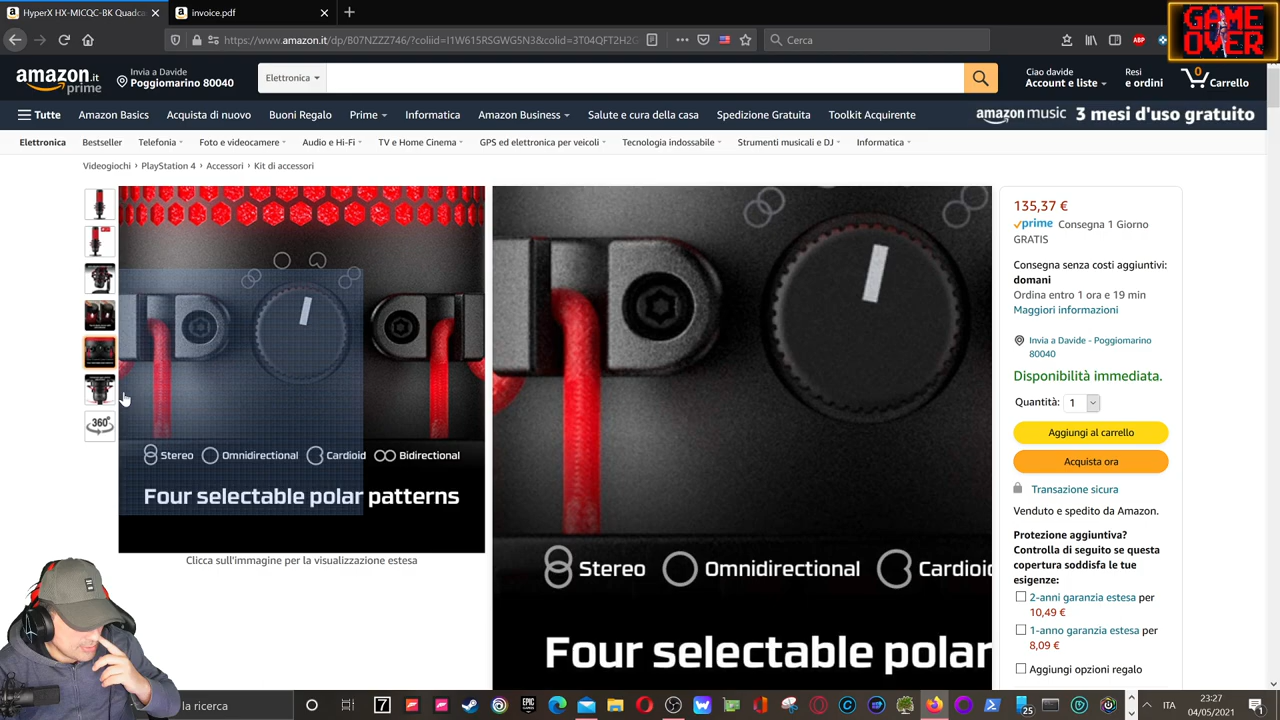 HyperX HX-MICQC-BK Quadca
invoice.pdf
GAME OVER
https://www.amazon.it/dp/B07NZZZ746/?coliid=I1W615RSGWG5N3&colid=3T04QFT2H2G
Cerca
ABP
amazon.it
prime
Invia a Davide
Poggiomarino 80040
Elettronica
Ciao davide
Account e liste
Resi
e ordini
0
Carrello
Tutte
Amazon Basics
Acquista di nuovo
Buoni Regalo
Prime
Informatica
Amazon Business
Salute e cura della casa
Spedizione Gratuita
Toolkit Acquirente
amazon music 3 mesi d'uso gratuito
Elettronica
Bestseller
Telefonia
Foto e videocamere
Audio e Hi-Fi
TV e Home Cinema
GPS ed elettronica per veicoli
Tecnologia indossabile
Strumenti musicali e DJ
Informatica
Videogiochi › PlayStation 4 › Accessori › Kit di accessori
360°
Stereo Omnidirectional Cardioid Bidirectional
Four selectable polar patterns
Clicca sull'immagine per la visualizzazione estesa
Stereo Omnidirectional Cardioid
Four selectable polar
135,37 €
prime Consegna 1 Giorno
GRATIS
Consegna senza costi aggiuntivi:
domani
Ordina entro 1 ora e 19 min
Maggiori informazioni
Invia a Davide - Poggiomarino
80040
Disponibilità immediata.
Quantità: 1
Aggiungi al carrello
Acquista ora
Transazione sicura
Venduto e spedito da Amazon.
Protezione aggiuntiva?
Controlla di seguito se questa
copertura soddisfa le tue
esigenze:
2-anni garanzia estesa per
10,49 €
1-anno garanzia estesa per
8,09 €
Aggiungi opzioni regalo
la ricerca
EPIC
25
ITA
23:27
04/05/2021